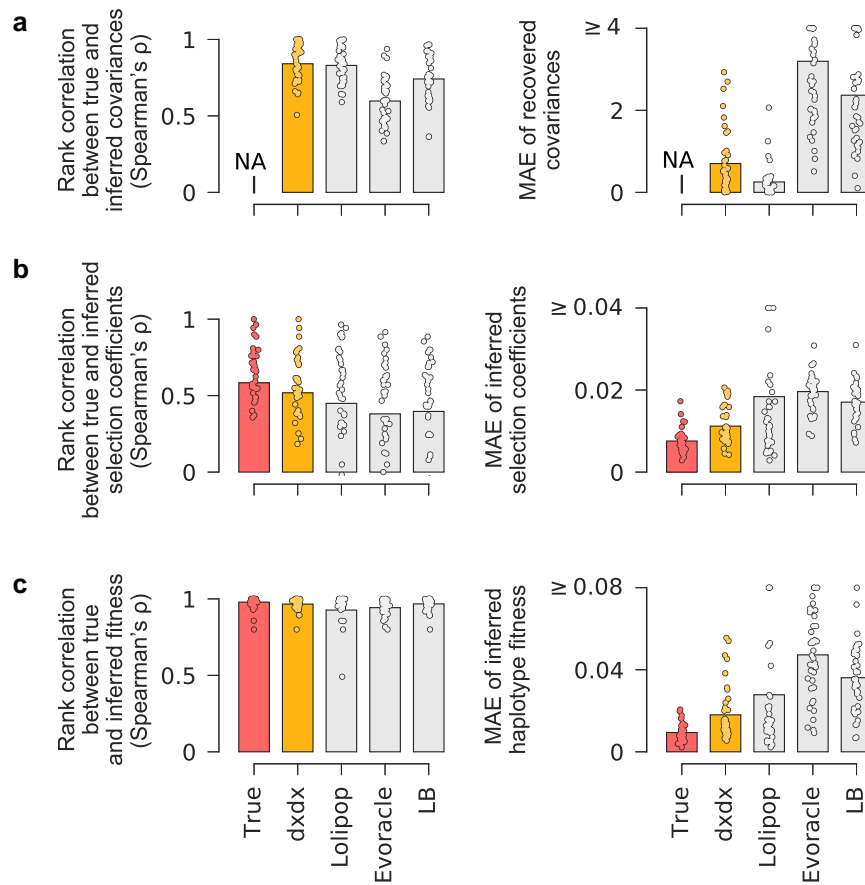 a
Rank correlation
between true and
inferred covariances
(Spearman's ρ)
1
0.5
0
NA
MAE of recovered
covariances
≥ 4
2
0
NA
b
Rank correlation
between true and inferred
selection coefficients
(Spearman's ρ)
1
0.5
0
MAE of inferred
selection coefficients
≥ 0.04
0.02
0
c
Rank correlation
between true
and inferred fitness
(Spearman's ρ)
1
0.5
0
MAE of inferred
haplotype fitness
≥ 0.08
0.04
0
True
dxdx
Lolipop
Evoracle
LB
True
dxdx
Lolipop
Evoracle
LB